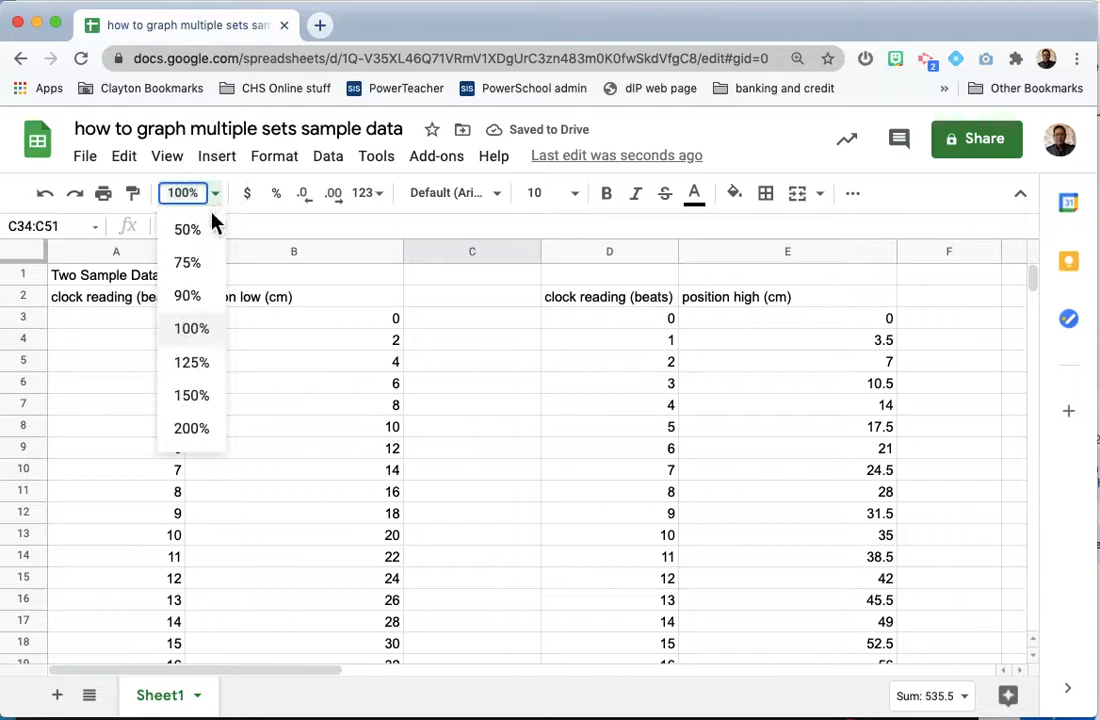 how to graph multiple sets sam
docs.google.com/spreadsheets/d/1Q-V35XL46Q71VRmV1XDgUrC3zn483m0K0fwSkdVfgC8/edit#gid=0
2
Apps Clayton Bookmarks CHS Online stuff SIS PowerTeacher SIS PowerSchool admin dIP web page banking and credit » Other Bookmarks
how to graph multiple sets sample data Saved to Drive
File Edit View Insert Format Data Tools Add-ons Help Last edit was seconds ago
Share
100% $ % .0 .00 123 Default (Ari... 10 B I S A
31
C34:C51 fx
50%
75%
90%
100%
125%
150%
200%
A B C D E F
1 Two Sample Data
2 clock reading (bea on low (cm) clock reading (beats) position high (cm)
3 0 0 0
4 2 1 3.5
5 4 2 7
6 6 3 10.5
7 8 4 14
8 10 5 17.5
9 12 6 21
10 7 14 7 24.5
11 8 16 8 28
12 9 18 9 31.5
13 10 20 10 35
14 11 22 11 38.5
15 12 24 12 42
16 13 26 13 45.5
17 14 28 14 49
18 15 30 15 52.5
Sheet1 Sum: 535.5